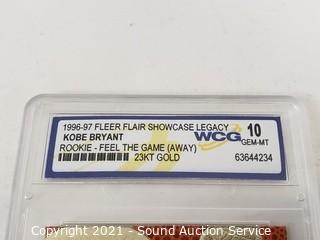 1996-97 FLEER FLAIR SHOWCASE LEGACY
KOBE BRYANT
ROOKIE - FEEL THE GAME (AWAY)
23KT GOLD
WCG
10
GEM-MT
63644234
Copyright © 2021 - Sound Auction Service